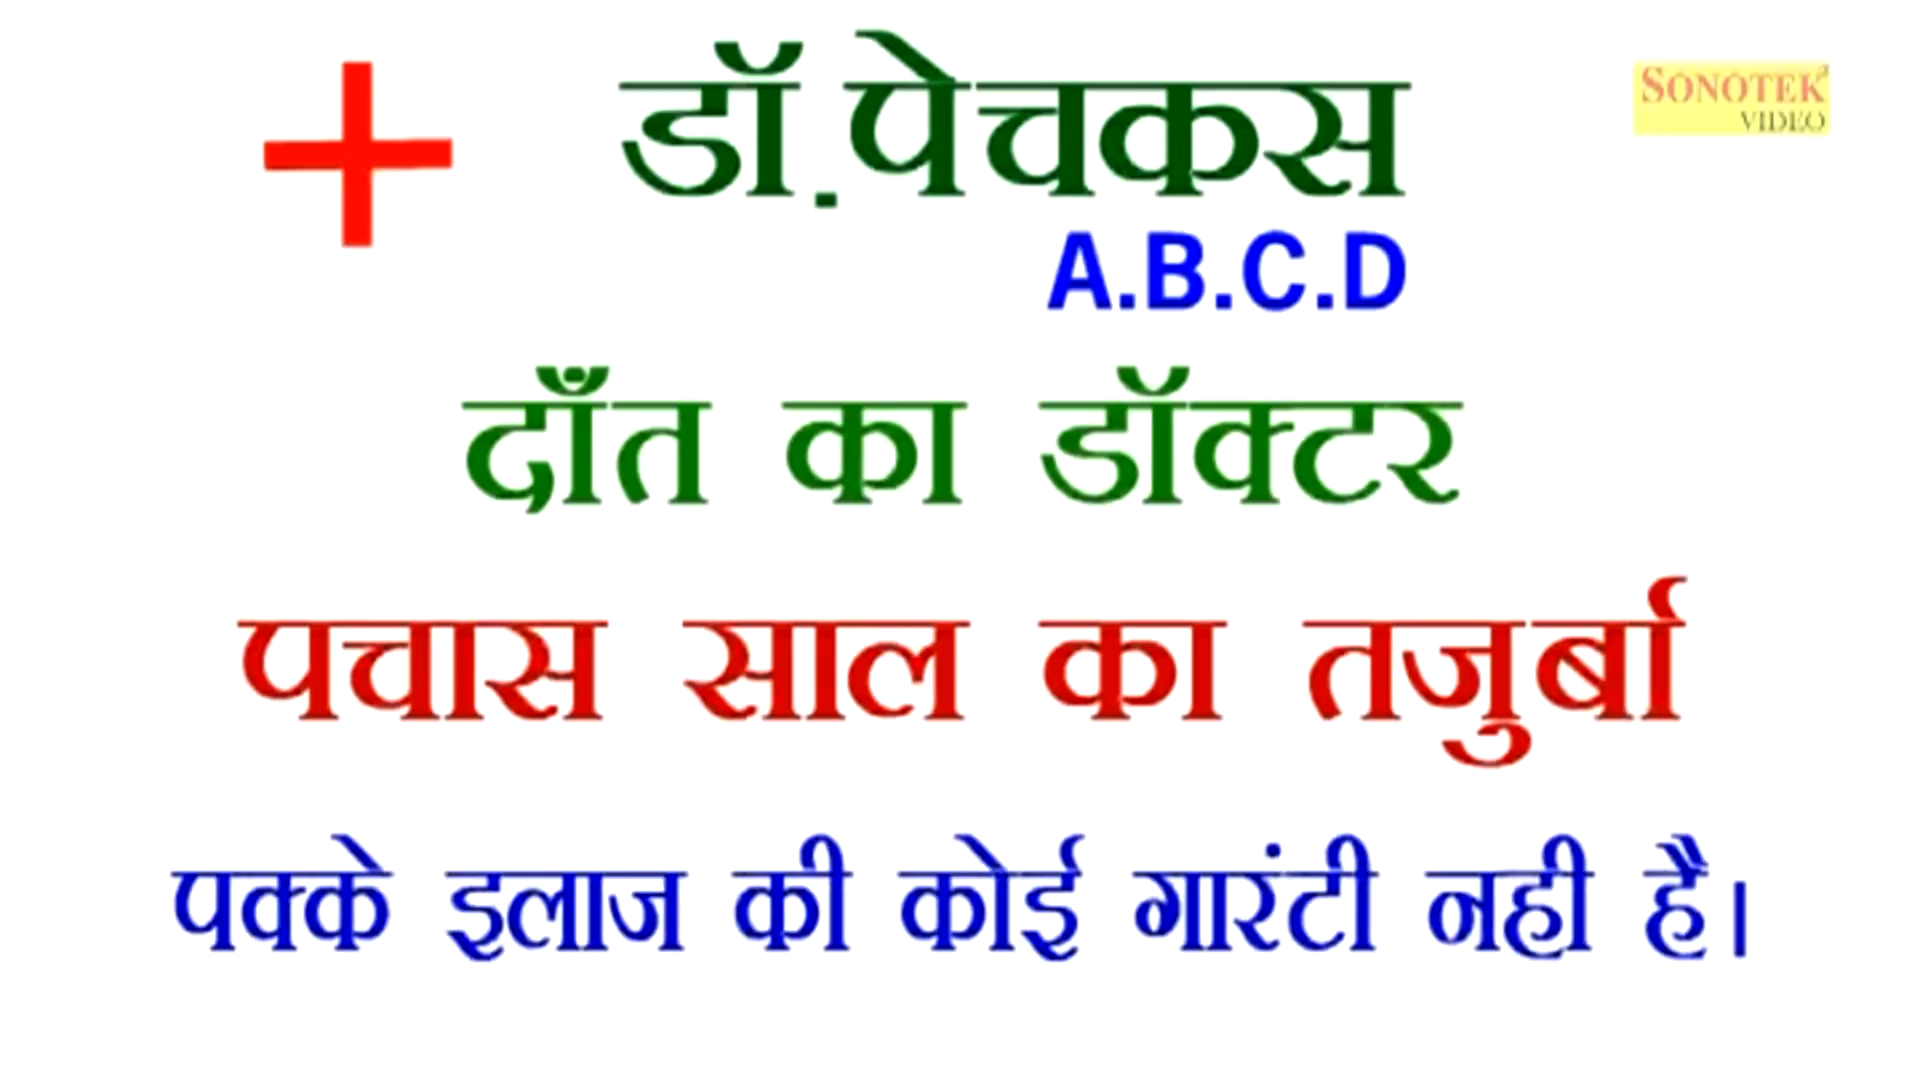 डॉ.पेचकस
SONOTEK
VIDEO
A.B.C.D
दाँत का डॉक्टर
पचास साल का तजुर्बा
पक्के इलाज की कोई गारंटी नही है।